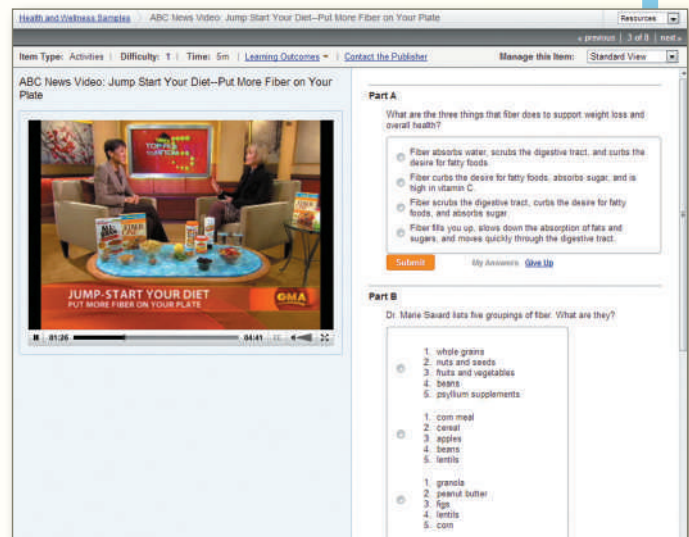 Health and Wellness Samples  ABC News Video: Jump Start Your Diet--Put More Fiber on Your Plate
Resources
« previous | 3 of 8 | next »
Item Type: Activities | Difficulty: 1 | Time: 5m | Learning Outcomes | Contact the Publisher
Manage this Item: Standard View
ABC News Video: Jump Start Your Diet--Put More Fiber on Your
Plate
JUMP-START YOUR DIET
PUT MORE FIBER ON YOUR PLATE
GMA
01:26
04:41
Part A
What are the three things that fiber does to support weight loss and
overall health?
Fiber absorbs water, scrubs the digestive tract, and curbs the
desire for fatty foods.
Fiber curbs the desire for fatty foods, absorbs sugar, and is
high in vitamin C.
Fiber scrubs the digestive tract, curbs the desire for fatty
foods, and absorbs sugar.
Fiber fills you up, slows down the absorption of fats and
sugars, and moves quickly through the digestive tract.
Submit
My Answers Give Up
Part B
Dr. Marie Savard lists five groupings of fiber. What are they?
1. whole grains
2. nuts and seeds
3. fruits and vegetables
4. beans
5. psyllium supplements
1. corn meal
2. cereal
3. apples
4. beans
5. lentils
1. granola
2. peanut butter
3. figs
4. lentils
5. corn